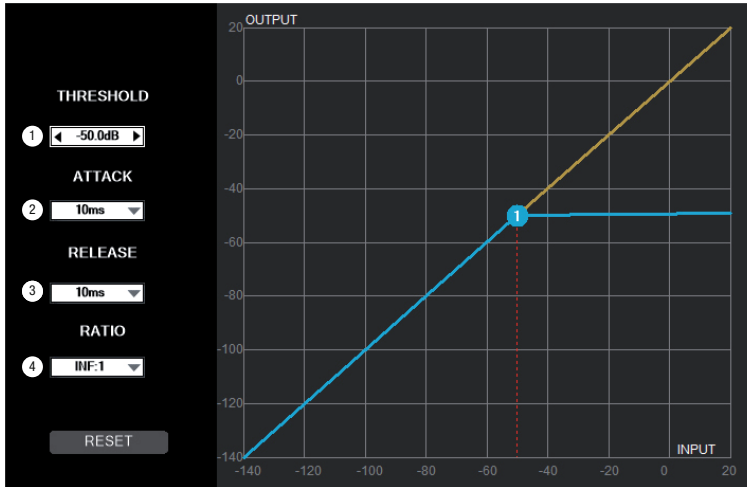 THRESHOLD
1
-50.0dB
ATTACK
2
10ms
RELEASE
3
10ms
RATIO
4
INF:1
RESET
OUTPUT
20
0
-20
-40
-60
-80
-100
-120
-140
1
INPUT
-140 -120 -100 -80 -60 -40 -20 0 20